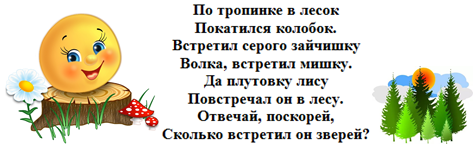 По тропинке в лесок
Покатился колобок.
Встретил серого зайчишку
Волка, встретил мишку.
Да плутовку лису
Повстречал он в лесу.
Отвечай, поскорей,
Сколько встретил он зверей?